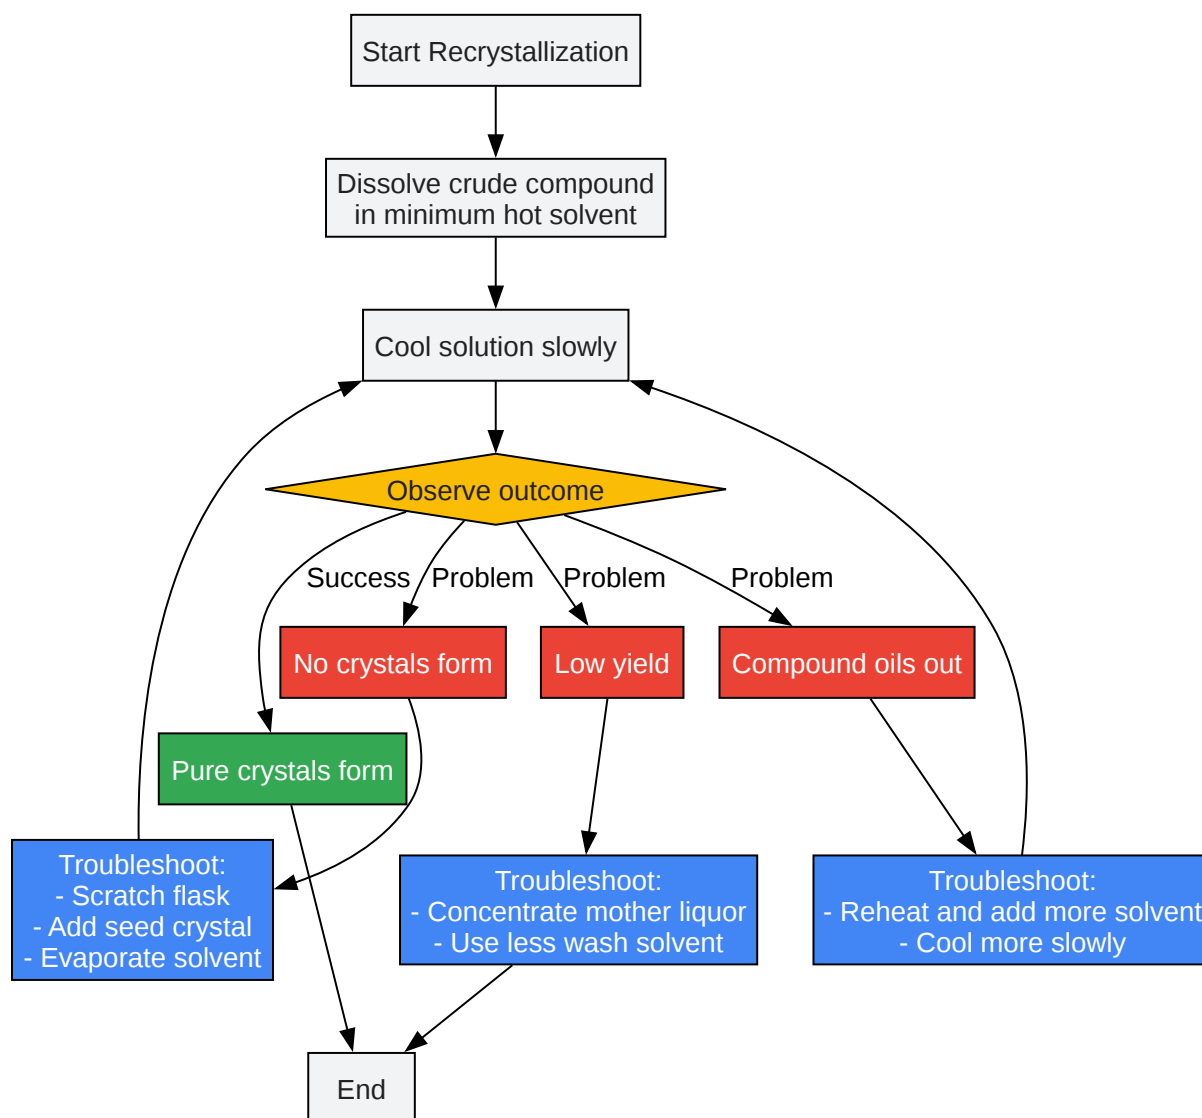 Start Recrystallization
Dissolve crude compound
in minimum hot solvent
Cool solution slowly
Observe outcome
Success
Problem
Problem
Problem
No crystals form
Low yield
Compound oils out
Pure crystals form
Troubleshoot:
- Scratch flask
- Add seed crystal
- Evaporate solvent
Troubleshoot:
- Concentrate mother liquor
- Use less wash solvent
Troubleshoot:
- Reheat and add more solvent
- Cool more slowly
End